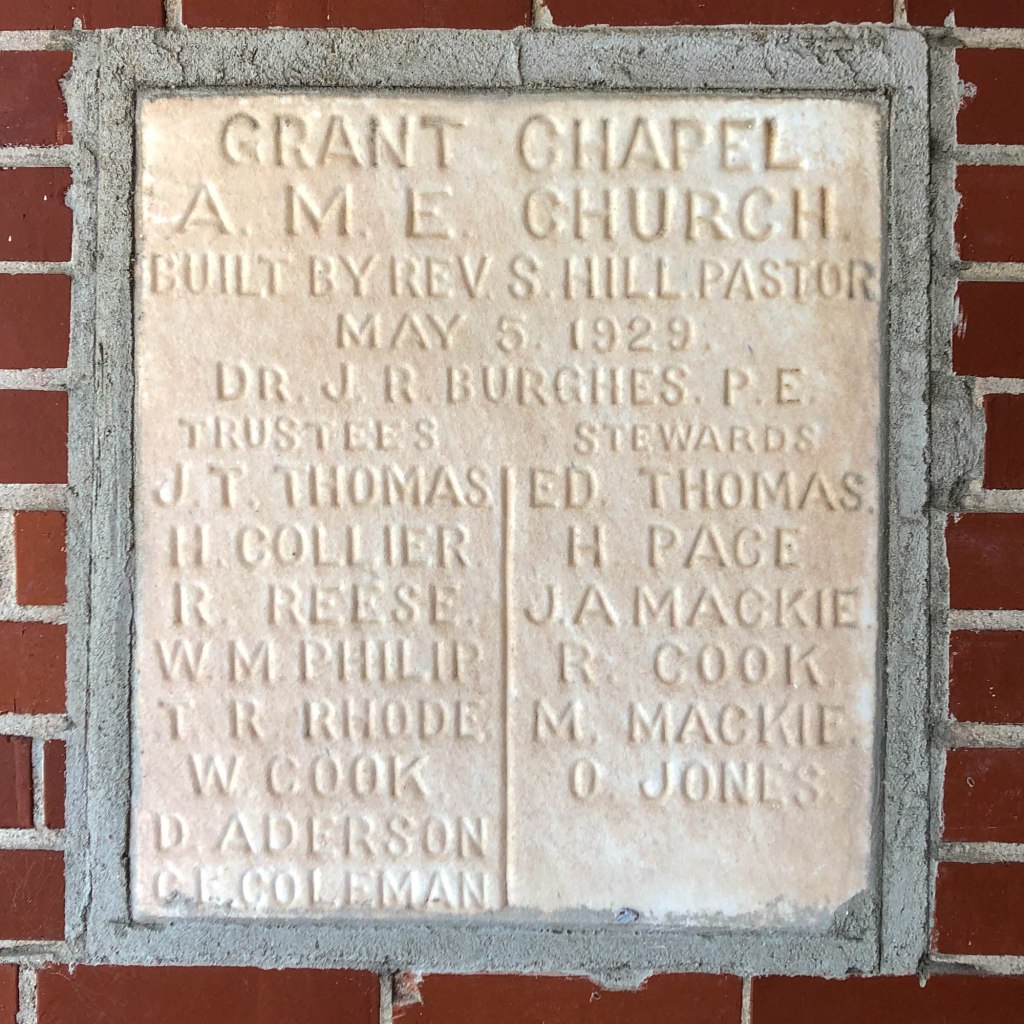 GRANT CHAPEL
A. M. E. CHURCH.
BUILT BY REV. S. HILL. PASTOR
MAY 5. 1929.
DR. J. R. BURGHES. P. E.
TRUSTEES
J. T. THOMAS.
H. COLLIER.
R REESE.
W. M. PHILIP.
T R RHODE.
W. COOK
D. ADERSON
C. E. COLEMAN
STEWARDS
ED. THOMAS.
H PACE
J. A MACKIE.
R. COOK.
M. MACKIE.
O. JONES.